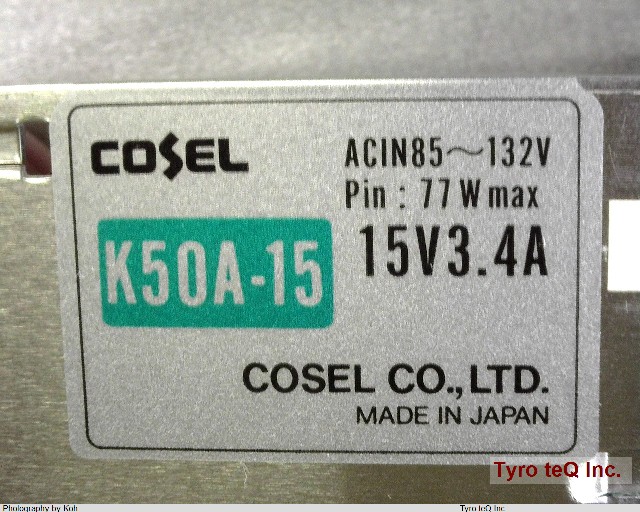 COSEL
ACIN85～132V
Pin : 77W max
K50A-15
15V3.4A
COSEL CO.,LTD.
MADE IN JAPAN
Tyro teQ Inc.
Photography by Koh
Tyro teQ Inc